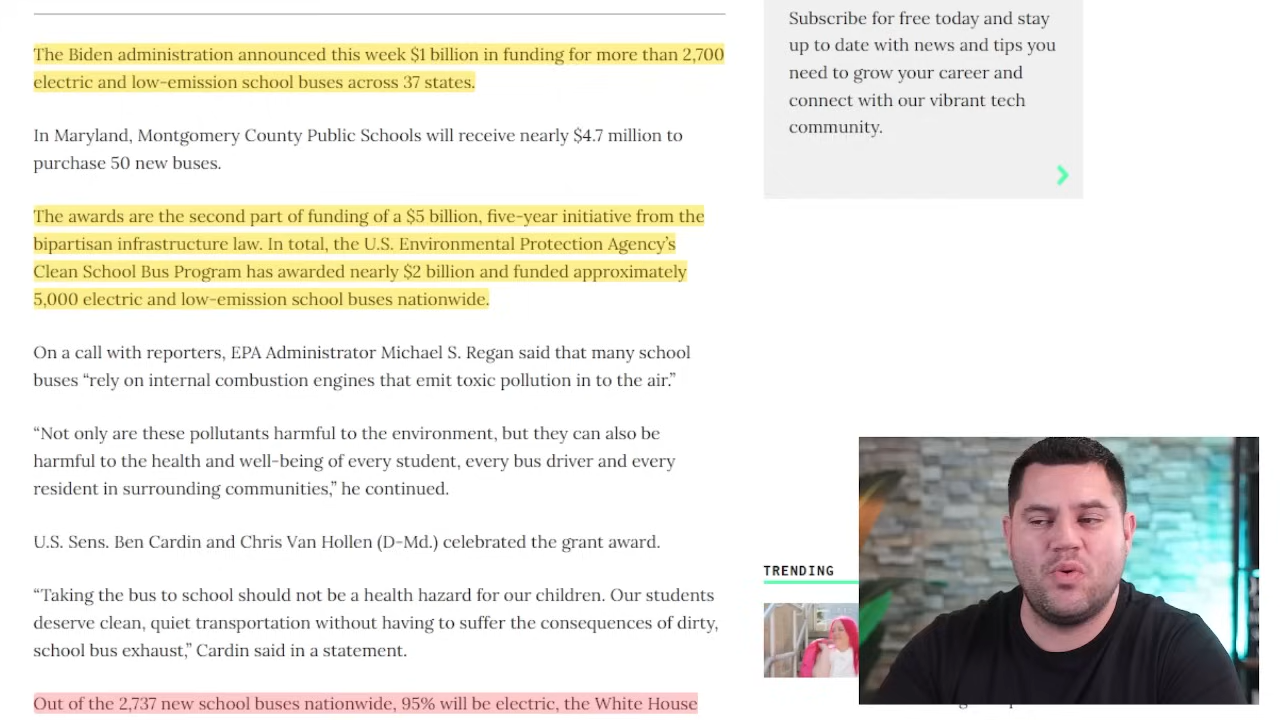 The Biden administration announced this week $1 billion in funding for more than 2,700
electric and low-emission school buses across 37 states.
In Maryland, Montgomery County Public Schools will receive nearly $4.7 million to
purchase 50 new buses.
The awards are the second part of funding of a $5 billion, five-year initiative from the
bipartisan infrastructure law. In total, the U.S. Environmental Protection Agency’s
Clean School Bus Program has awarded nearly $2 billion and funded approximately
5,000 electric and low-emission school buses nationwide.
On a call with reporters, EPA Administrator Michael S. Regan said that many school
buses “rely on internal combustion engines that emit toxic pollution in to the air.”
“Not only are these pollutants harmful to the environment, but they can also be
harmful to the health and well-being of every student, every bus driver and every
resident in surrounding communities,” he continued.
U.S. Sens. Ben Cardin and Chris Van Hollen (D-Md.) celebrated the grant award.
“Taking the bus to school should not be a health hazard for our children. Our students
deserve clean, quiet transportation without having to suffer the consequences of dirty,
school bus exhaust,” Cardin said in a statement.
Out of the 2,737 new school buses nationwide, 95% will be electric, the White House
Subscribe for free today and stay
up to date with news and tips you
need to grow your career and
connect with our vibrant tech
community.
TRENDING